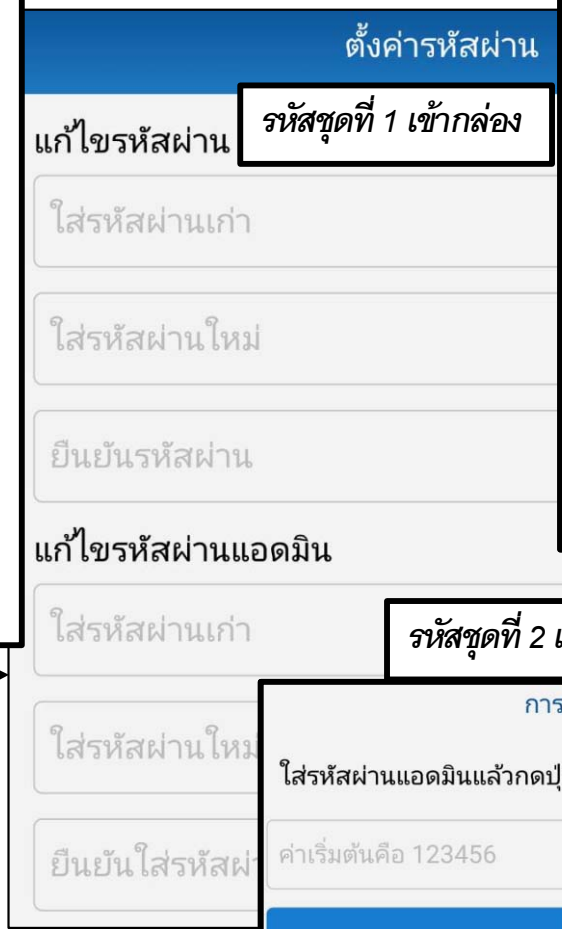 ตั้งค่ารหัสผ่าน
รหัสชุดที่ 1 เข้ากล่อง
แก้ไขรหัสผ่าน
ใส่รหัสผ่านเก่า
ใส่รหัสผ่านใหม่
ยืนยันรหัสผ่าน
แก้ไขรหัสผ่านแอดมิน
ใส่รหัสผ่านเก่า
รหัสชุดที่ 2
การ
ใส่รหัสผ่านใหม่
ใส่รหัสผ่านแอดมินแล้วกดปุ่
ยืนยันใส่รหัสผ่
ค่าเริ่มต้นคือ 123456